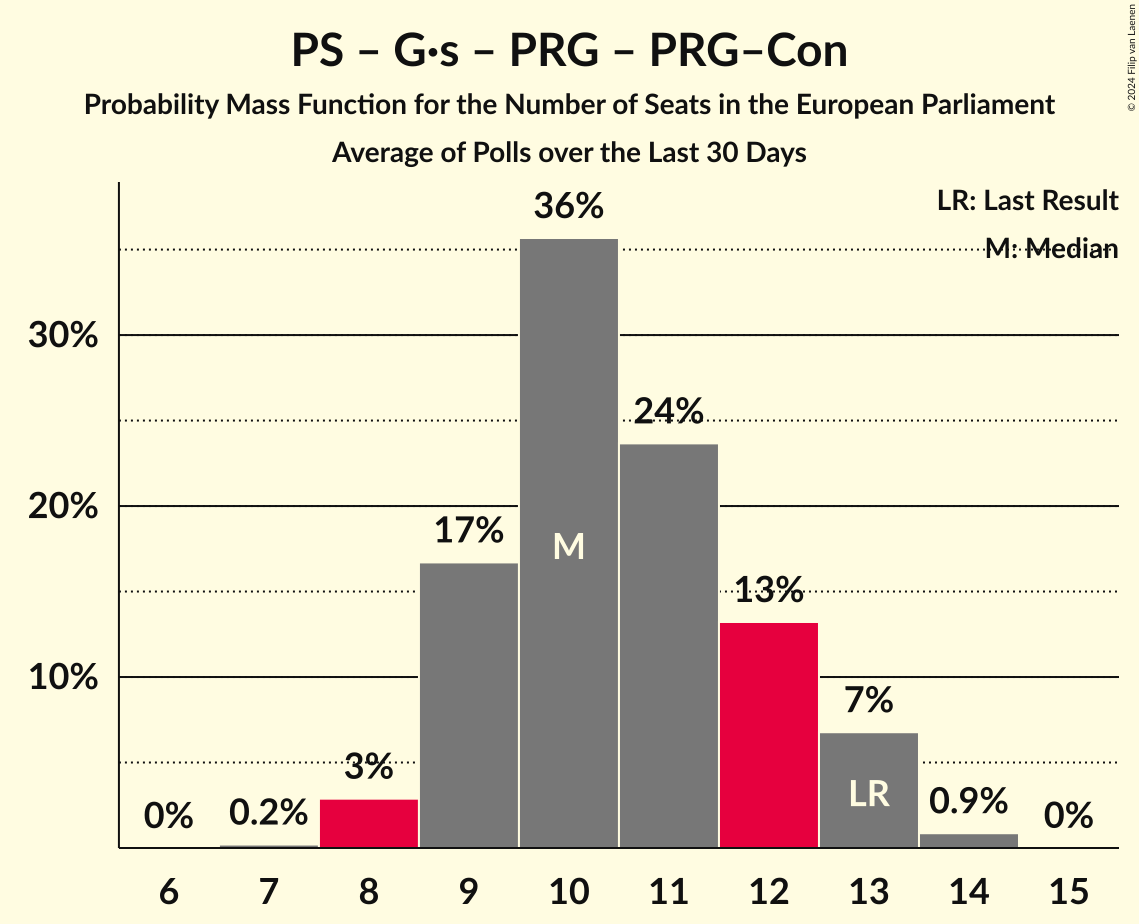 PS – G·s – PRG – PRG–Con
Probability Mass Function for the Number of Seats in the European Parliament
Average of Polls over the Last 30 Days
© 2024 Filip van Laenen
LR: Last Result
M: Median
36%
30%
24%
20%
17%
M
13%
10%
7%
3%
LR
0%
0.2%
0.9%
0%
6 7 8 9 10 11 12 13 14 15